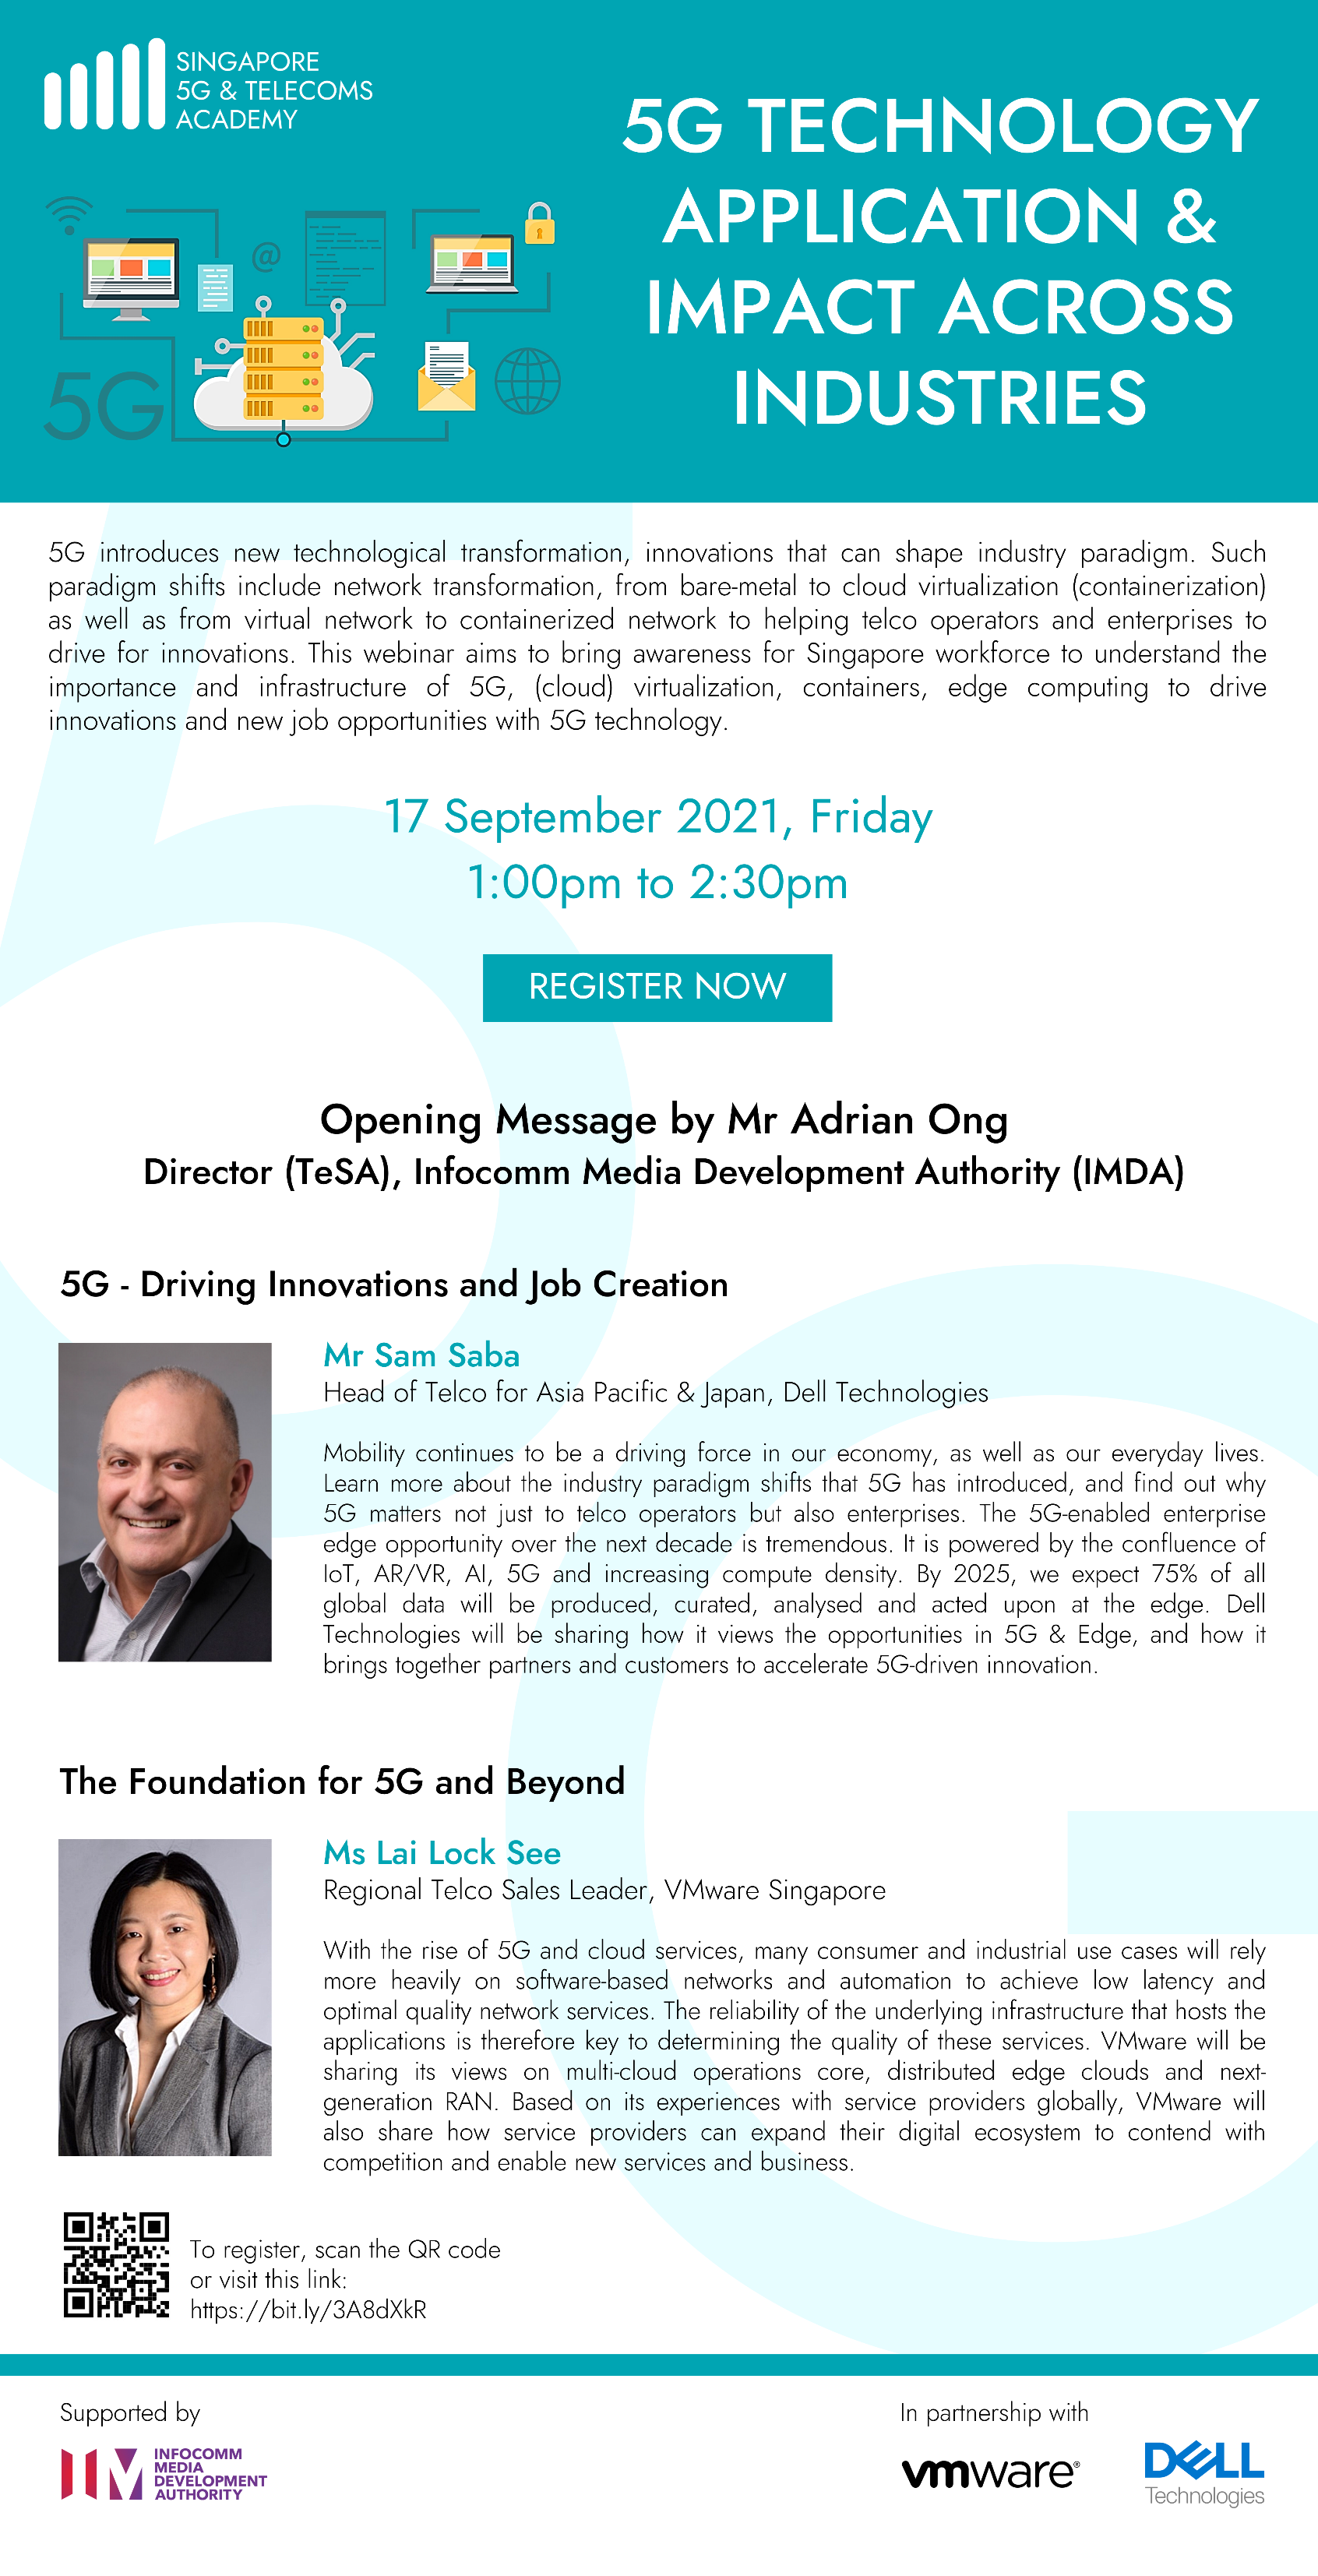 SINGAPORE
5G & TELECOMS
ACADEMY
5G TECHNOLOGY
APPLICATION &
IMPACT ACROSS
INDUSTRIES
@
5G
5G introduces new technological transformation, innovations that can shape industry paradigm. Such
paradigm shifts include network transformation, from bare-metal to cloud virtualization (containerization)
as well as from virtual network to containerized network to helping telco operators and enterprises to
drive for innovations. This webinar aims to bring awareness for Singapore workforce to understand the
importance and infrastructure of 5G, (cloud) virtualization, containers, edge computing to drive
innovations and new job opportunities with 5G technology.
17 September 2021, Friday
1:00pm to 2:30pm
REGISTER NOW
Opening Message by Mr Adrian Ong
Director (TeSA), Infocomm Media Development Authority (IMDA)
5G - Driving Innovations and Job Creation
Mr Sam Saba
Head of Telco for Asia Pacific & Japan, Dell Technologies
Mobility continues to be a driving force in our economy, as well as our everyday lives.
Learn more about the industry paradigm shifts that 5G has introduced, and find out why
5G matters not just to telco operators but also enterprises. The 5G-enabled enterprise
edge opportunity over the next decade is tremendous. It is powered by the confluence of
IoT, AR/VR, AI, 5G and increasing compute density. By 2025, we expect 75% of all
global data will be produced, curated, analysed and acted upon at the edge. Dell
Technologies will be sharing how it views the opportunities in 5G & Edge, and how it
brings together partners and customers to accelerate 5G-driven innovation.
The Foundation for 5G and Beyond
Ms Lai Lock See
Regional Telco Sales Leader, VMware Singapore
With the rise of 5G and cloud services, many consumer and industrial use cases will rely
more heavily on software-based networks and automation to achieve low latency and
optimal quality network services. The reliability of the underlying infrastructure that hosts the
applications is therefore key to determining the quality of these services. VMware will be
sharing its views on multi-cloud operations core, distributed edge clouds and next-
generation RAN. Based on its experiences with service providers globally, VMware will
also share how service providers can expand their digital ecosystem to contend with
competition and enable new services and business.
To register, scan the QR code
or visit this link:
https://bit.ly/3A8dXkR
Supported by
In partnership with
INFOCOMM
MEDIA
DEVELOPMENT
AUTHORITY
vmware®
DELL
Technologies